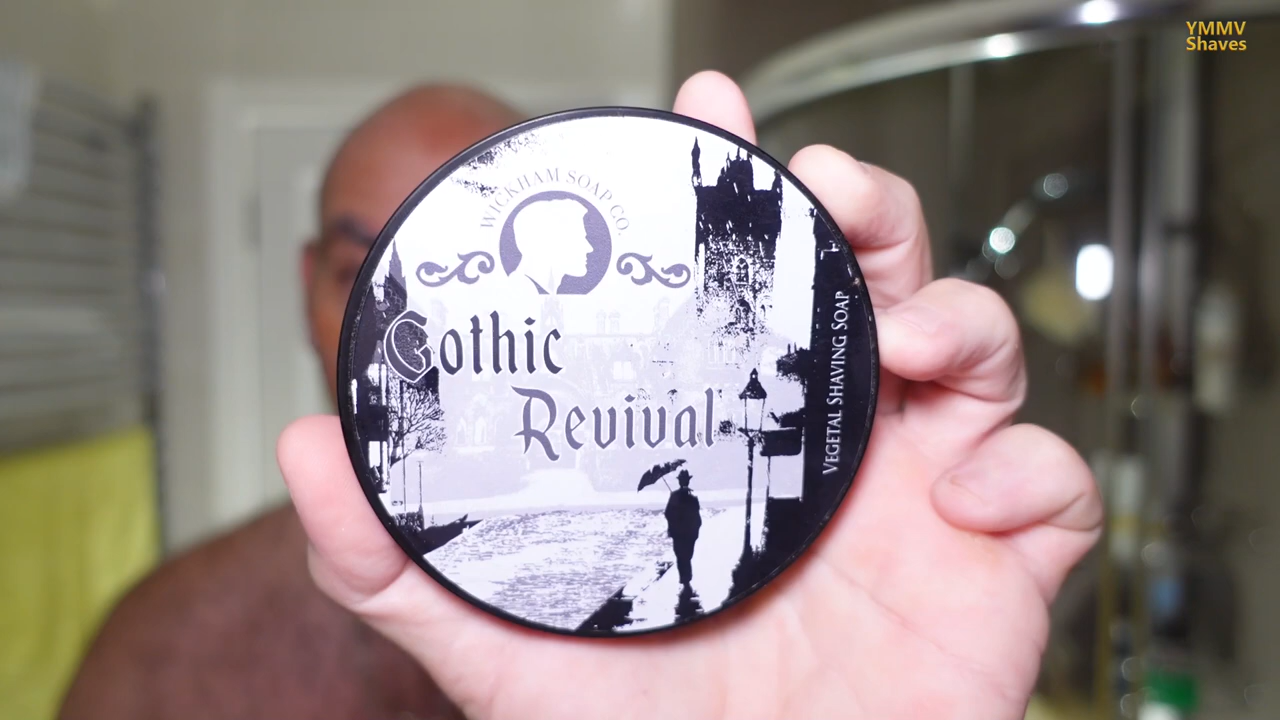 YMMV
Shaves
WICKHAM SOAP CO.
Gothic
Revival
VEGETAL SHAVING SOAP